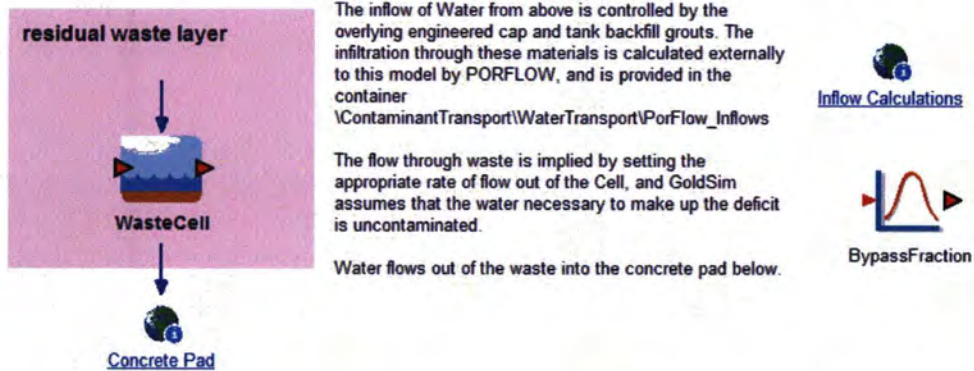 residual waste layer
WasteCell
Concrete Pad
The inflow of Water from above is controlled by the
overlying engineered cap and tank backfill grouts. The
infiltration through these materials is calculated externally
to this model by PORFLOW, and is provided in the
container
\ContaminantTransport\WaterTransport\PorFlow_Inflows
The flow through waste is implied by setting the
appropriate rate of flow out of the Cell, and GoldSim
assumes that the water necessary to make up the deficit
is uncontaminated.
Water flows out of the waste into the concrete pad below.
Inflow Calculations
BypassFraction